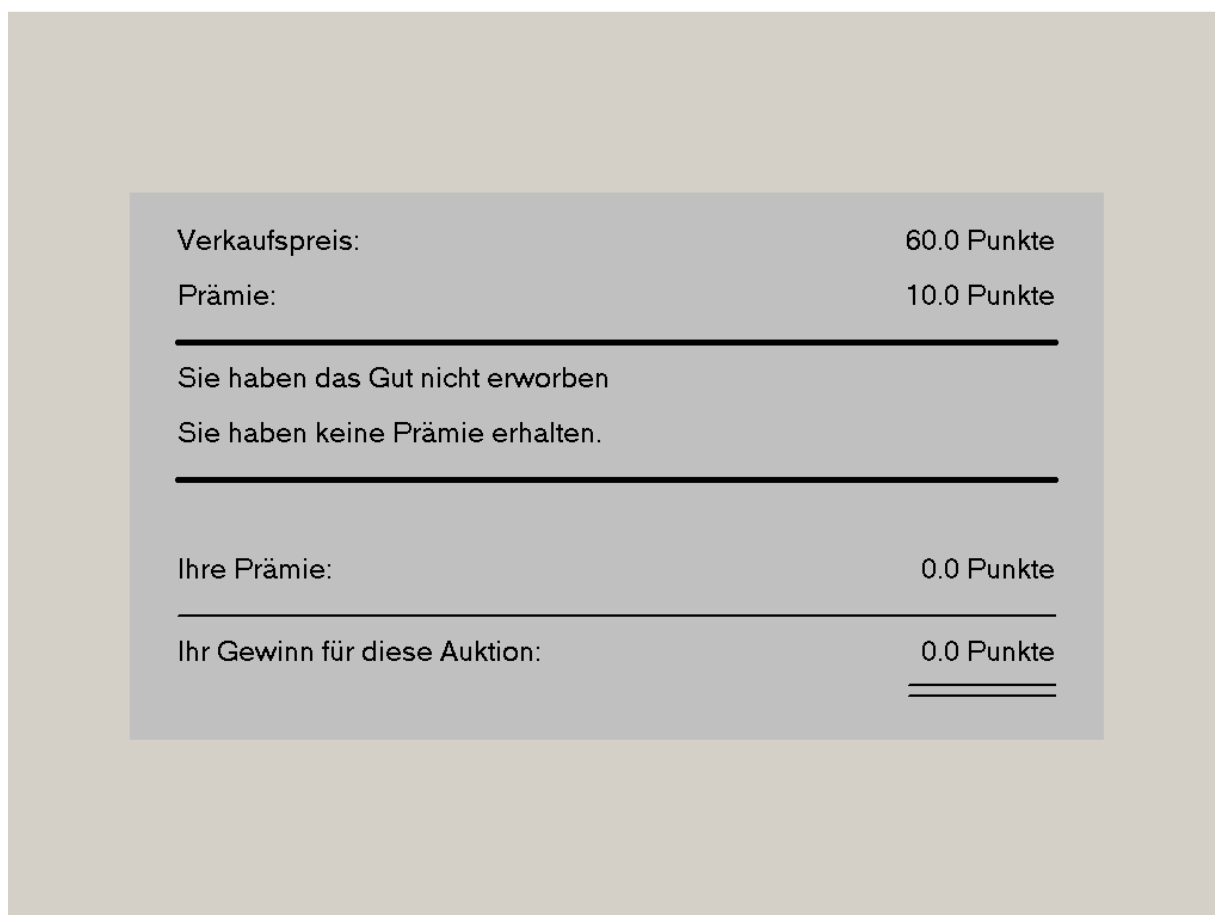 Verkaufspreis: 60.0 Punkte
Prämie: 10.0 Punkte
Sie haben das Gut nicht erworben
Sie haben keine Prämie erhalten.
Ihre Prämie: 0.0 Punkte
Ihr Gewinn für diese Auktion: 0.0 Punkte